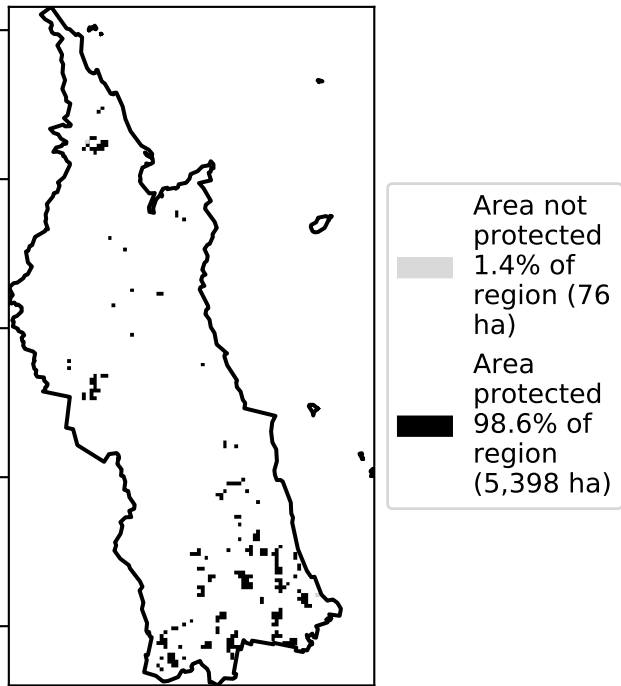 Area not
protected
1.4% of
region (76
ha)
Area
protected
98.6% of
region
(5,398 ha)